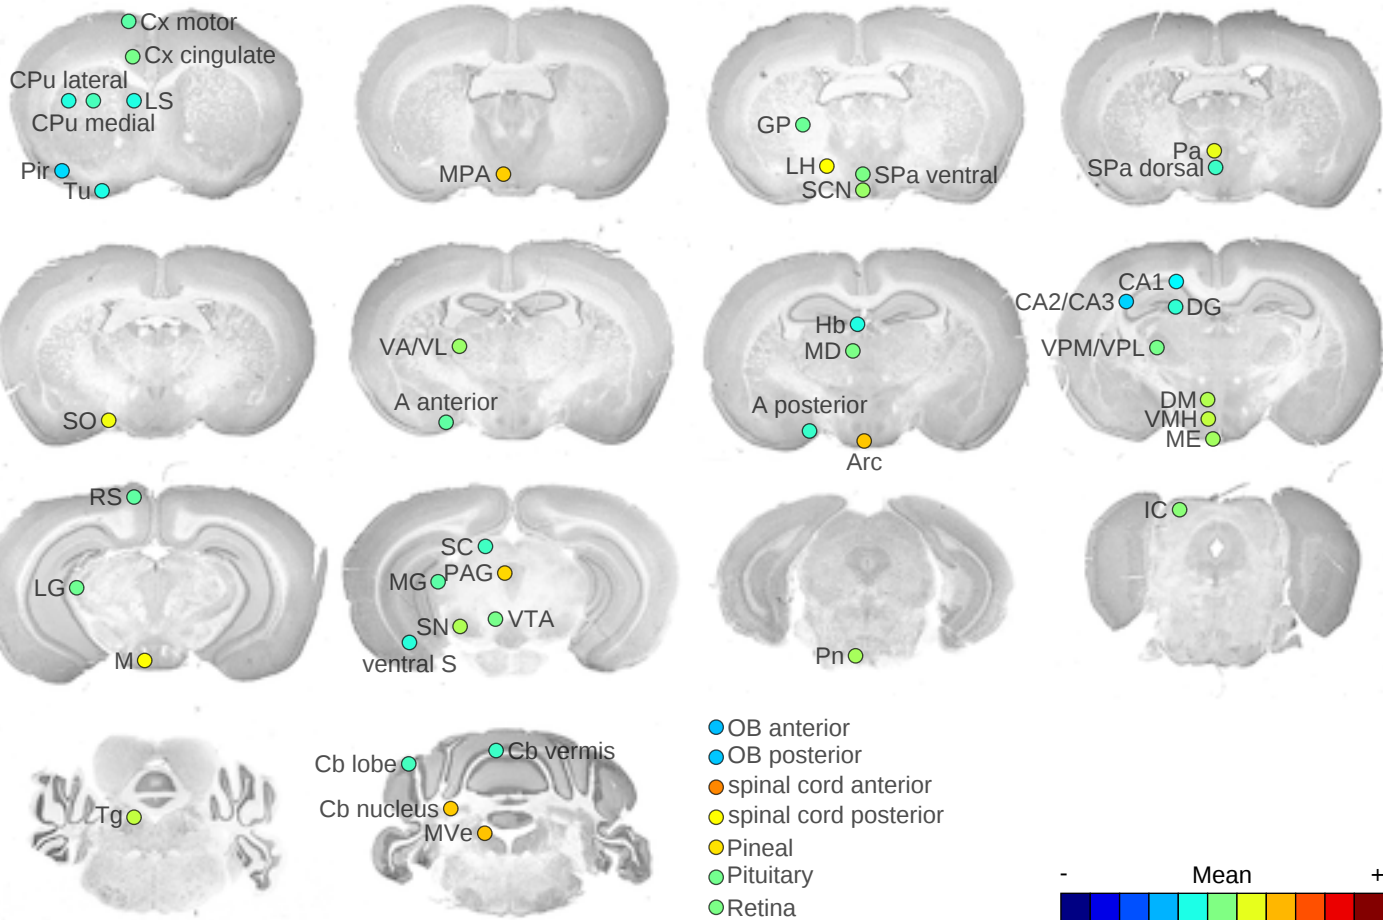 Cx motor
Cx cingulate
CPu lateral
LS
CPu medial
Pir
Tu
MPA
GP
LH
SPa ventral
SCN
Pa
SPa dorsal
SO
VA/VL
A anterior
Hb
MD
A posterior
Arc
CA1
CA2/CA3
DG
VPM/VPL
DM
VMH
ME
RS
LG
M
SC
PAG
MG
VTA
SN
ventral S
Pn
IC
Tg
Cb vermis
Cb lobe
Cb nucleus
MVe
OB anterior
OB posterior
spinal cord anterior
spinal cord posterior
Pineal
Pituitary
Retina
- Mean +